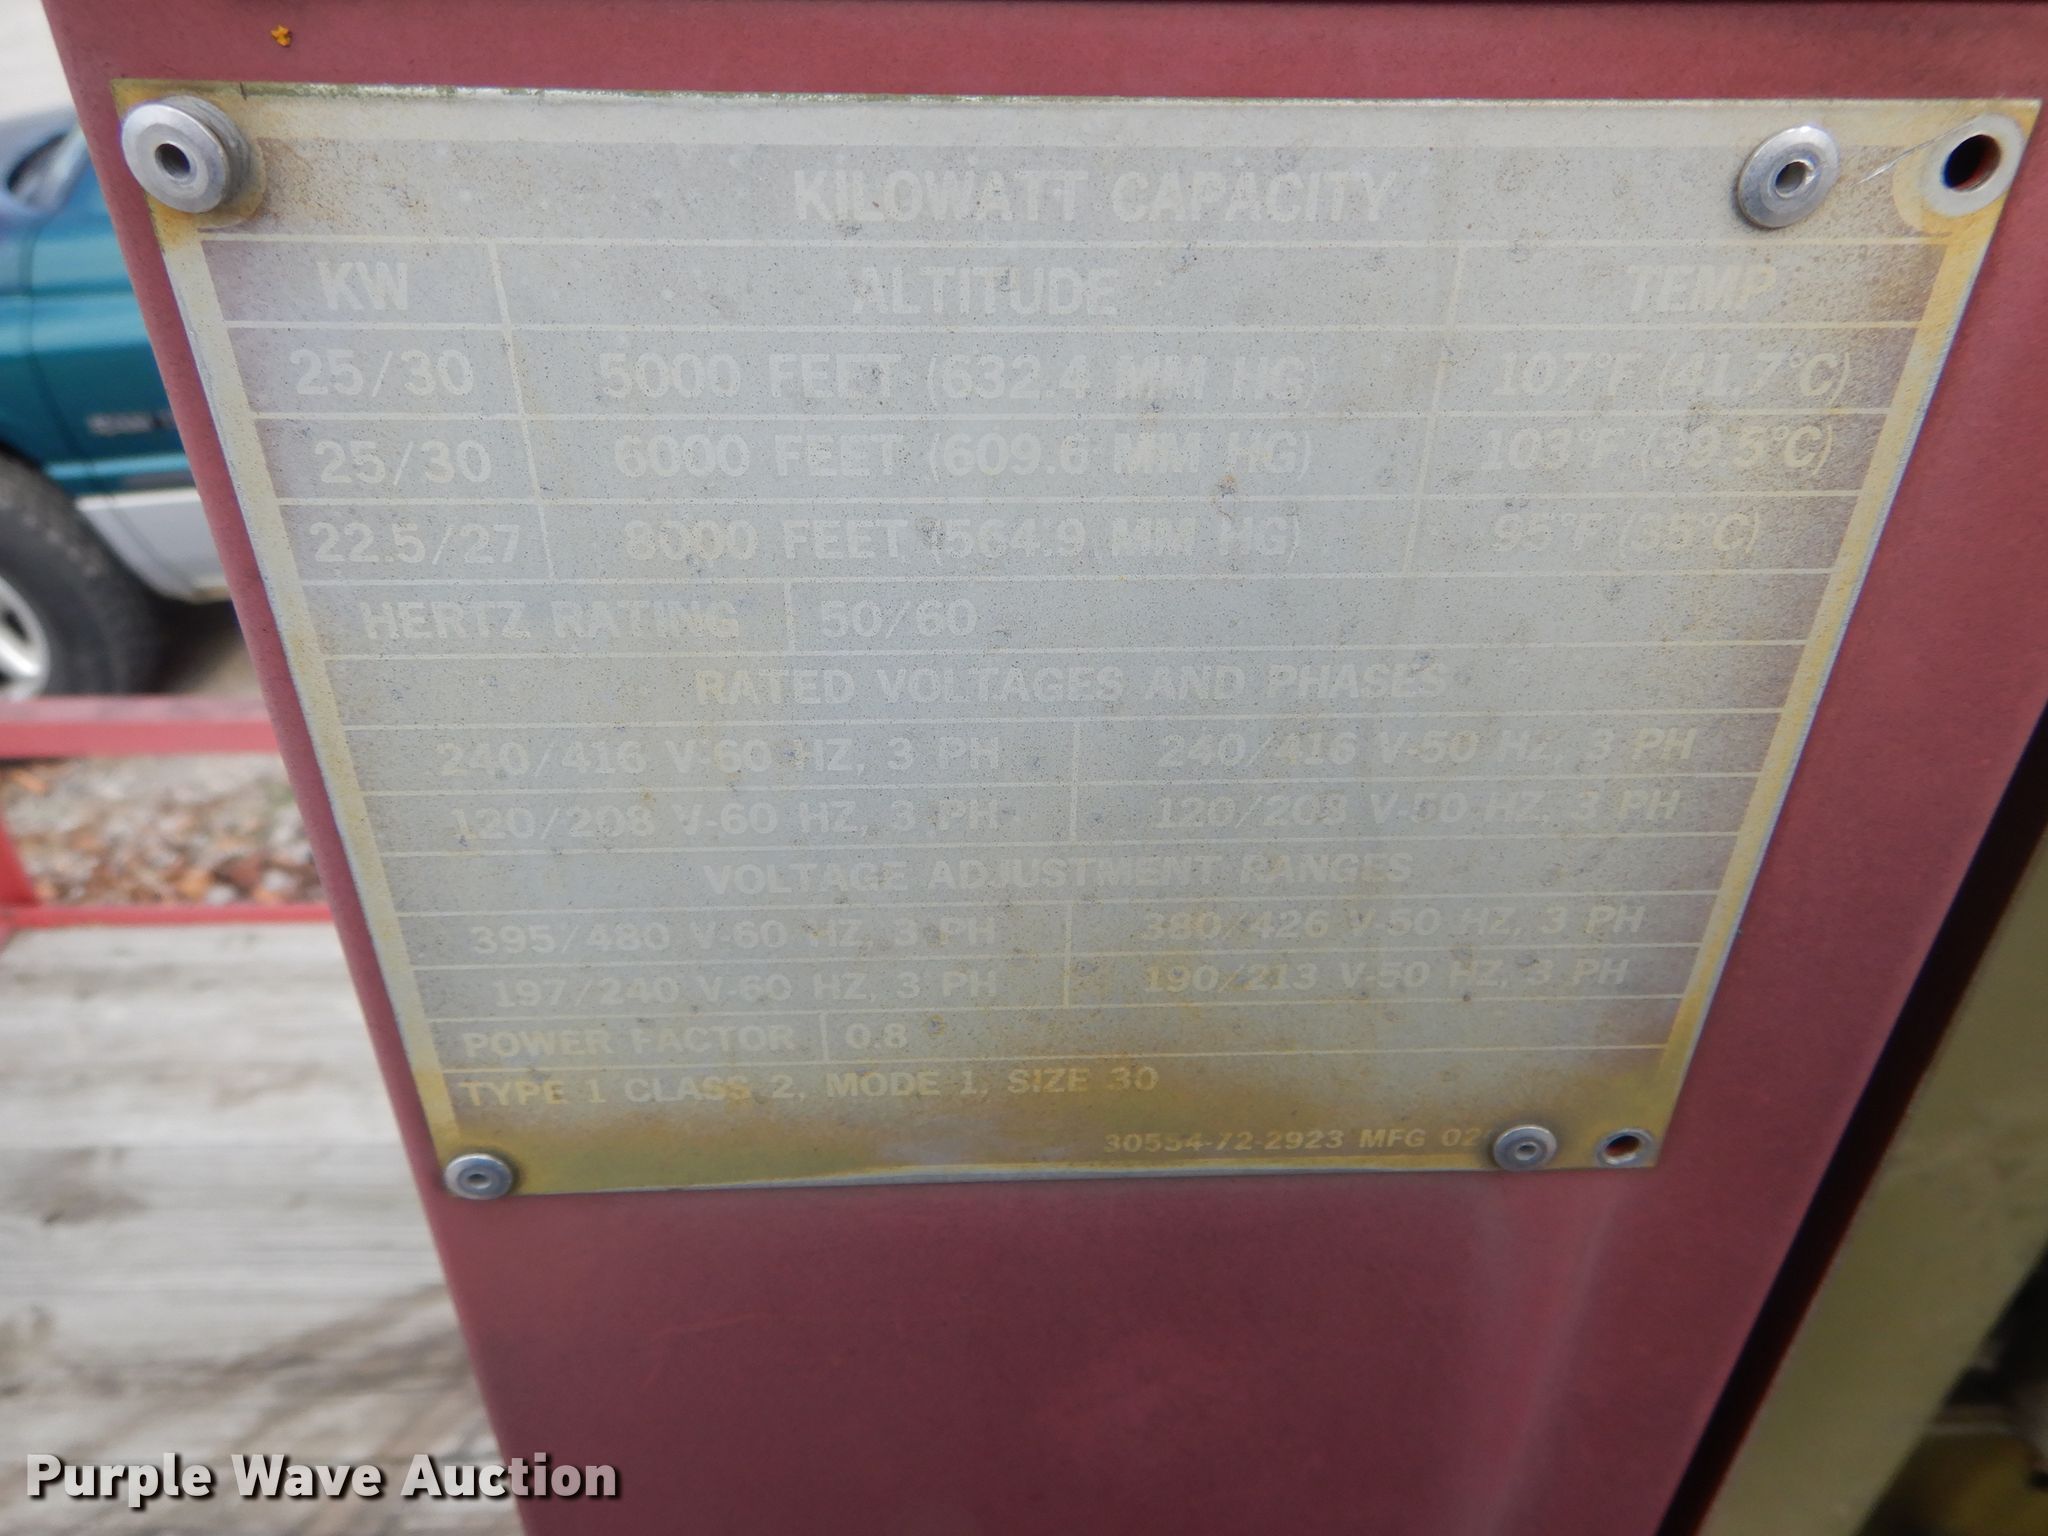 KILOWATT CAPACITY
KW ALTITUDE TEMP
25/30 5000 FEET (632.4 MM HG) 107°F (41.7°C)
25/30 6000 FEET (609.6 MM HG) 103°F (39.5°C)
22.5/27 8000 FEET (564.9 MM HG) 95°F (35°C)
HERTZ RATING 50/60
RATED VOLTAGES AND PHASES
240/416 V-60 HZ, 3 PH 240/416 V-50 HZ, 3 PH
120/208 V-60 HZ, 3 PH 120/208 V-50 HZ, 3 PH
VOLTAGE ADJUSTMENT RANGES
395/480 V-60 HZ, 3 PH 380/426 V-50 HZ, 3 PH
197/240 V-60 HZ, 3 PH 190/213 V-50 HZ, 3 PH
POWER FACTOR 0.8
TYPE 1 CLASS 2, MODE 1, SIZE 30
30554-72-2923 MFG 02
Purple Wave Auction